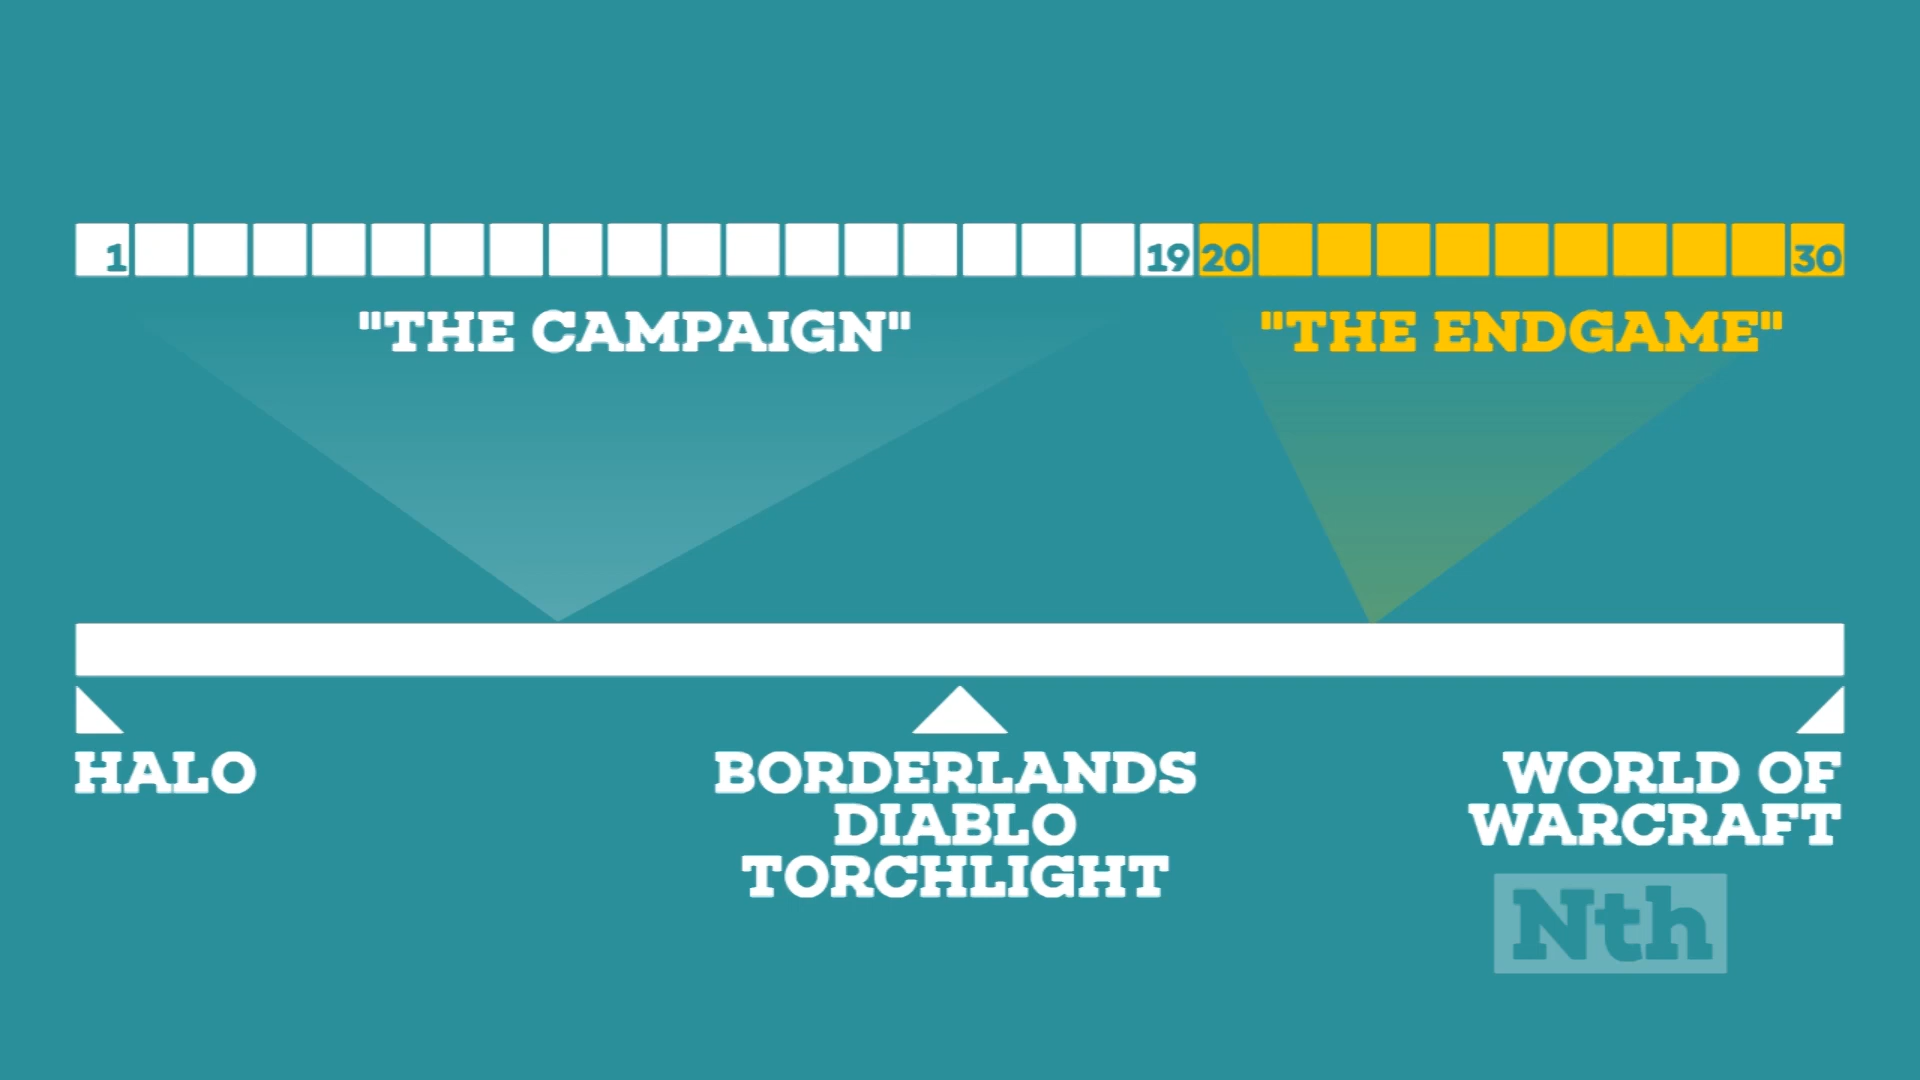 1 19 20 30
"THE CAMPAIGN" "THE ENDGAME"
HALO
BORDERLANDS
DIABLO
TORCHLIGHT
WORLD OF
WARCRAFT
Nth